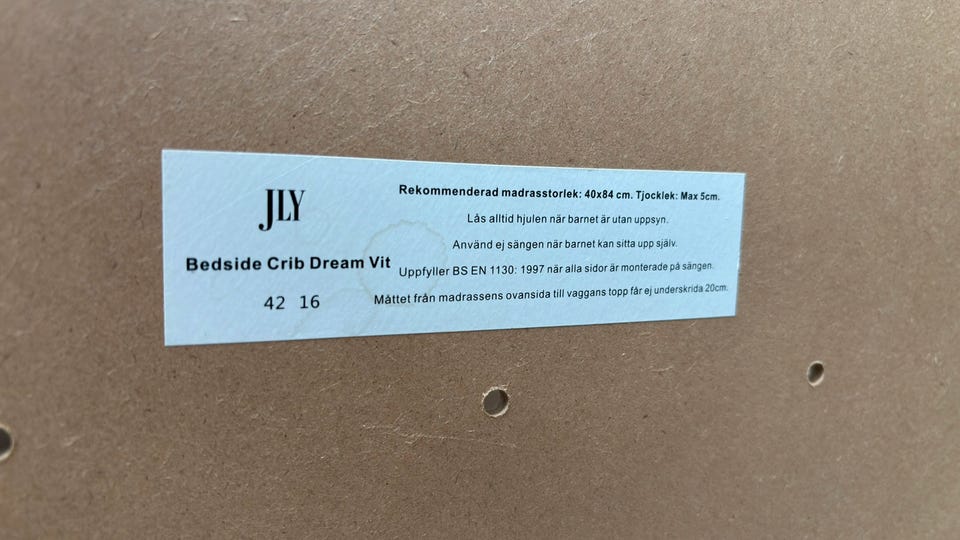 JLY
Bedside Crib Dream Vit
42 16
Rekommenderad madrasstorlek: 40x84 cm. Tjocklek: Max 5cm.
Lås alltid hjulen när barnet är utan uppsyn.
Använd ej sängen när barnet kan sitta upp själv.
Uppfyller BS EN 1130: 1997 när alla sidor är monterade på sängen.
Måttet från madrassens ovansida till vaggans topp får ej underskrida 20cm.